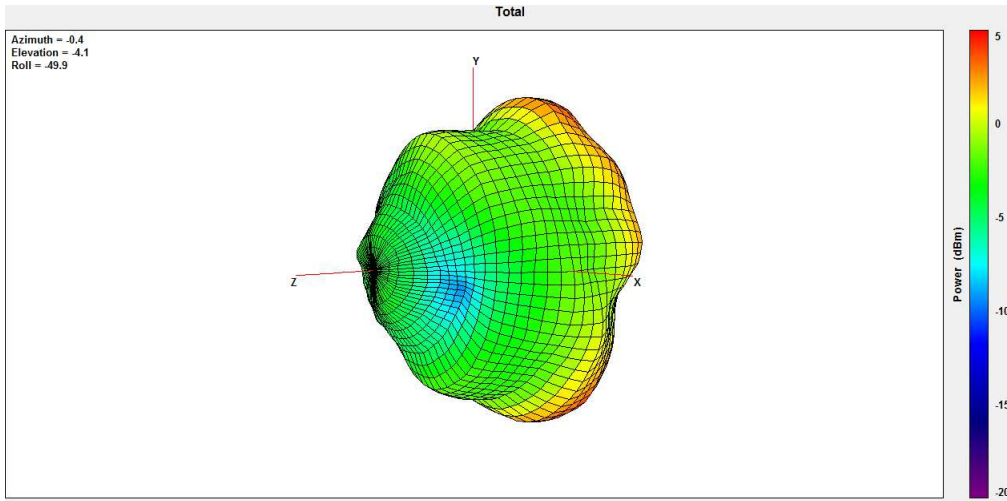 Total
Azimuth = -0.4
Elevation = -4.1
Roll = -49.9
Y
Z
X
5
0
-5
-10
-15
-20
Power (dBm)